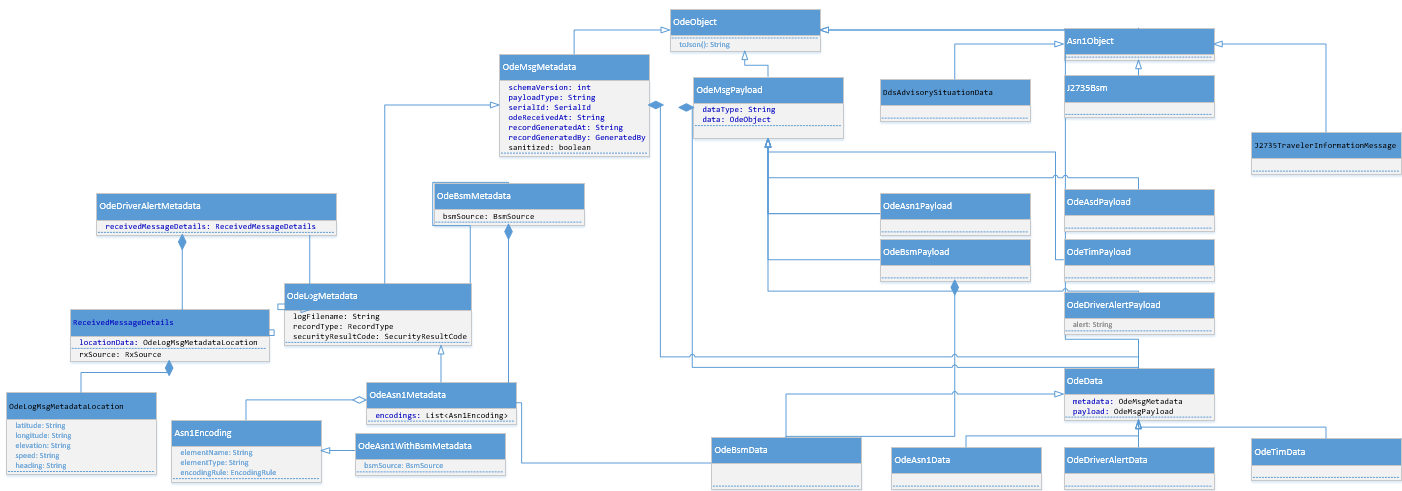 OdeObject
toJson(): String
Asn1Object
OdeMsgMetadata
schemaVersion: int
payloadType: String
serialId: SerialId
odeReceivedAt: String
recordGeneratedAt: String
recordGeneratedBy: GeneratedBy
sanitized: boolean
OdeMsgPayload
dataType: String
data: OdeObject
DdsAdvisorySituationData
J2735Bsm
J2735TravelerInformationMessage
OdeDriverAlertMetadata
receivedMessageDetails: ReceivedMessageDetails
OdeBsmMetadata
bsmSource: BsmSource
OdeAsn1Payload
OdeAsdPayload
OdeBsmPayload
OdeTimPayload
OdeLogMetadata
logFilename: String
recordType: RecordType
securityResultCode: SecurityResultCode
OdeDriverAlertPayload
alert: String
ReceivedMessageDetails
locationData: OdeLogMsgMetadataLocation
rxSource: RxSource
OdeData
metadata: OdeMsgMetadata
payload: OdeMsgPayload
OdeLogMsgMetadataLocation
latitude: String
longitude: String
elevation: String
speed: String
heading: String
OdeAsn1Metadata
encodings: List<Asn1Encoding>
Asn1Encoding
elementName: String
elementType: String
encodingRule: EncodingRule
OdeAsn1WithBsmMetadata
bsmSource: BsmSource
OdeBsmData
OdeAsn1Data
OdeDriverAlertData
OdeTimData